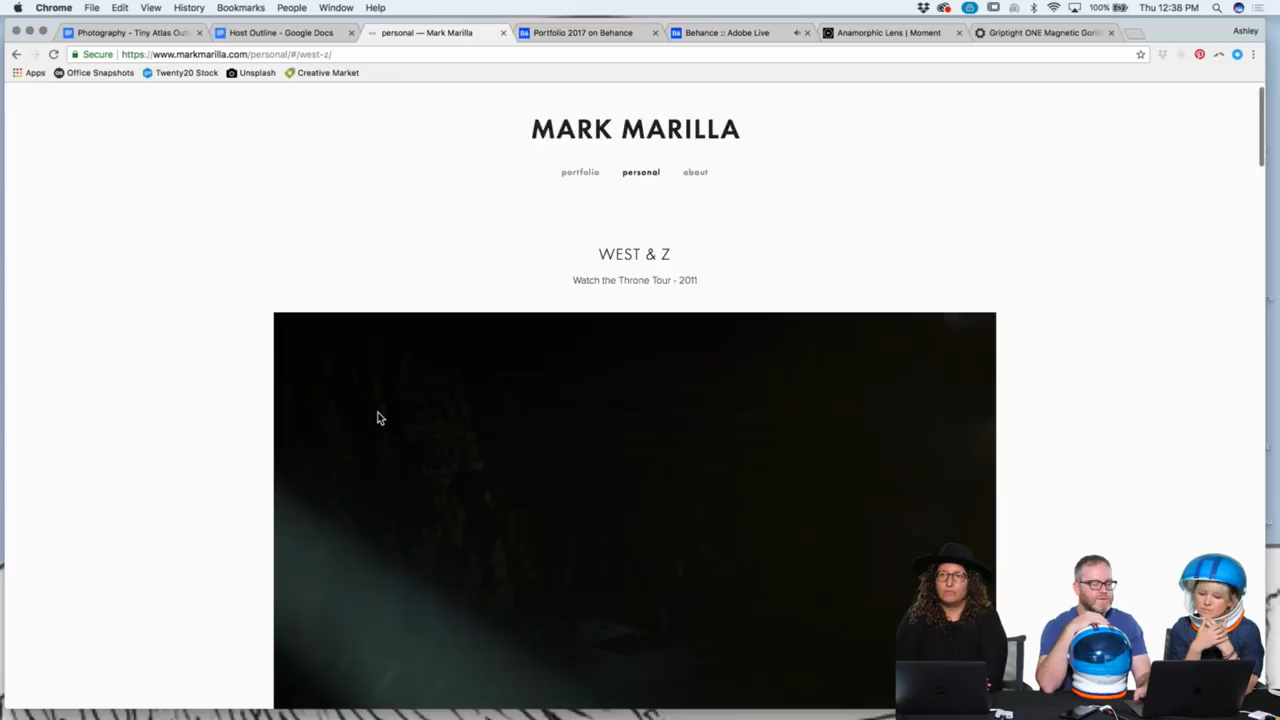 Chrome File Edit View History Bookmarks People Window Help 100% Thu 12:38 PM
Photography - Tiny Atlas Out Host Outline - Google Docs personal — Mark Marilla Portfolio 2017 on Behance Behance :: Adobe Live Anamorphic Lens | Moment Griptight ONE Magnetic Goril Ashley
Secure https://www.markmarilla.com/personal/#/west-z/
Apps Office Snapshots Twenty20 Stock Unsplash Creative Market
MARK MARILLA
portfolio personal about
WEST & Z
Watch the Throne Tour - 2011